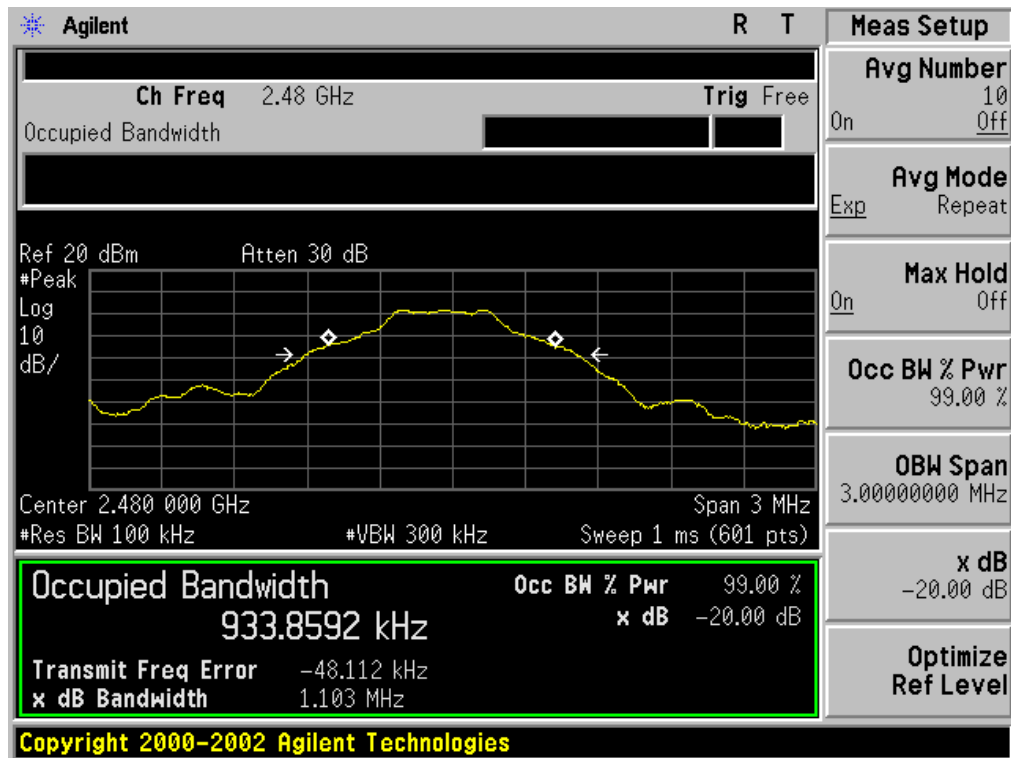 Agilent R T
Ch Freq 2.48 GHz Trig Free
Occupied Bandwidth
Ref 20 dBm Atten 30 dB
#Peak
Log
10
dB/
Center 2.480 000 GHz Span 3 MHz
#Res BW 100 kHz #VBW 300 kHz Sweep 1 ms (601 pts)
Occupied Bandwidth Occ BW % Pwr 99.00 %
933.8592 kHz x dB -20.00 dB
Transmit Freq Error -48.112 kHz
x dB Bandwidth 1.103 MHz
Copyright 2000-2002 Agilent Technologies
Meas Setup
Avg Number
10
On Off
Avg Mode
Exp Repeat
Max Hold
On Off
Occ BW % Pwr
99.00 %
OBW Span
3.00000000 MHz
x dB
-20.00 dB
Optimize
Ref Level